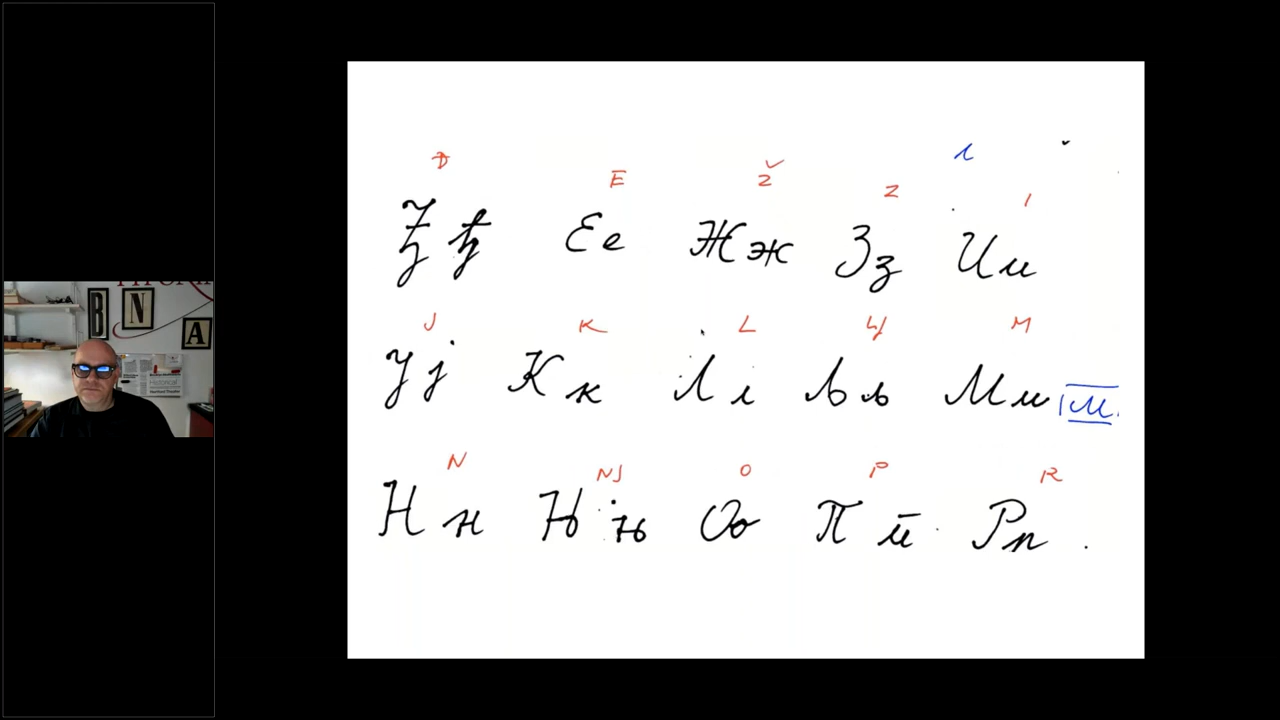 Đ E Ž Z л I
Ђ ђ Е е Ж ж З з И и
J K L LJ M
Ј ј К к Л л Љ љ М м м
N NJ O P R
Н н Њ њ О о П п Р р
B N A